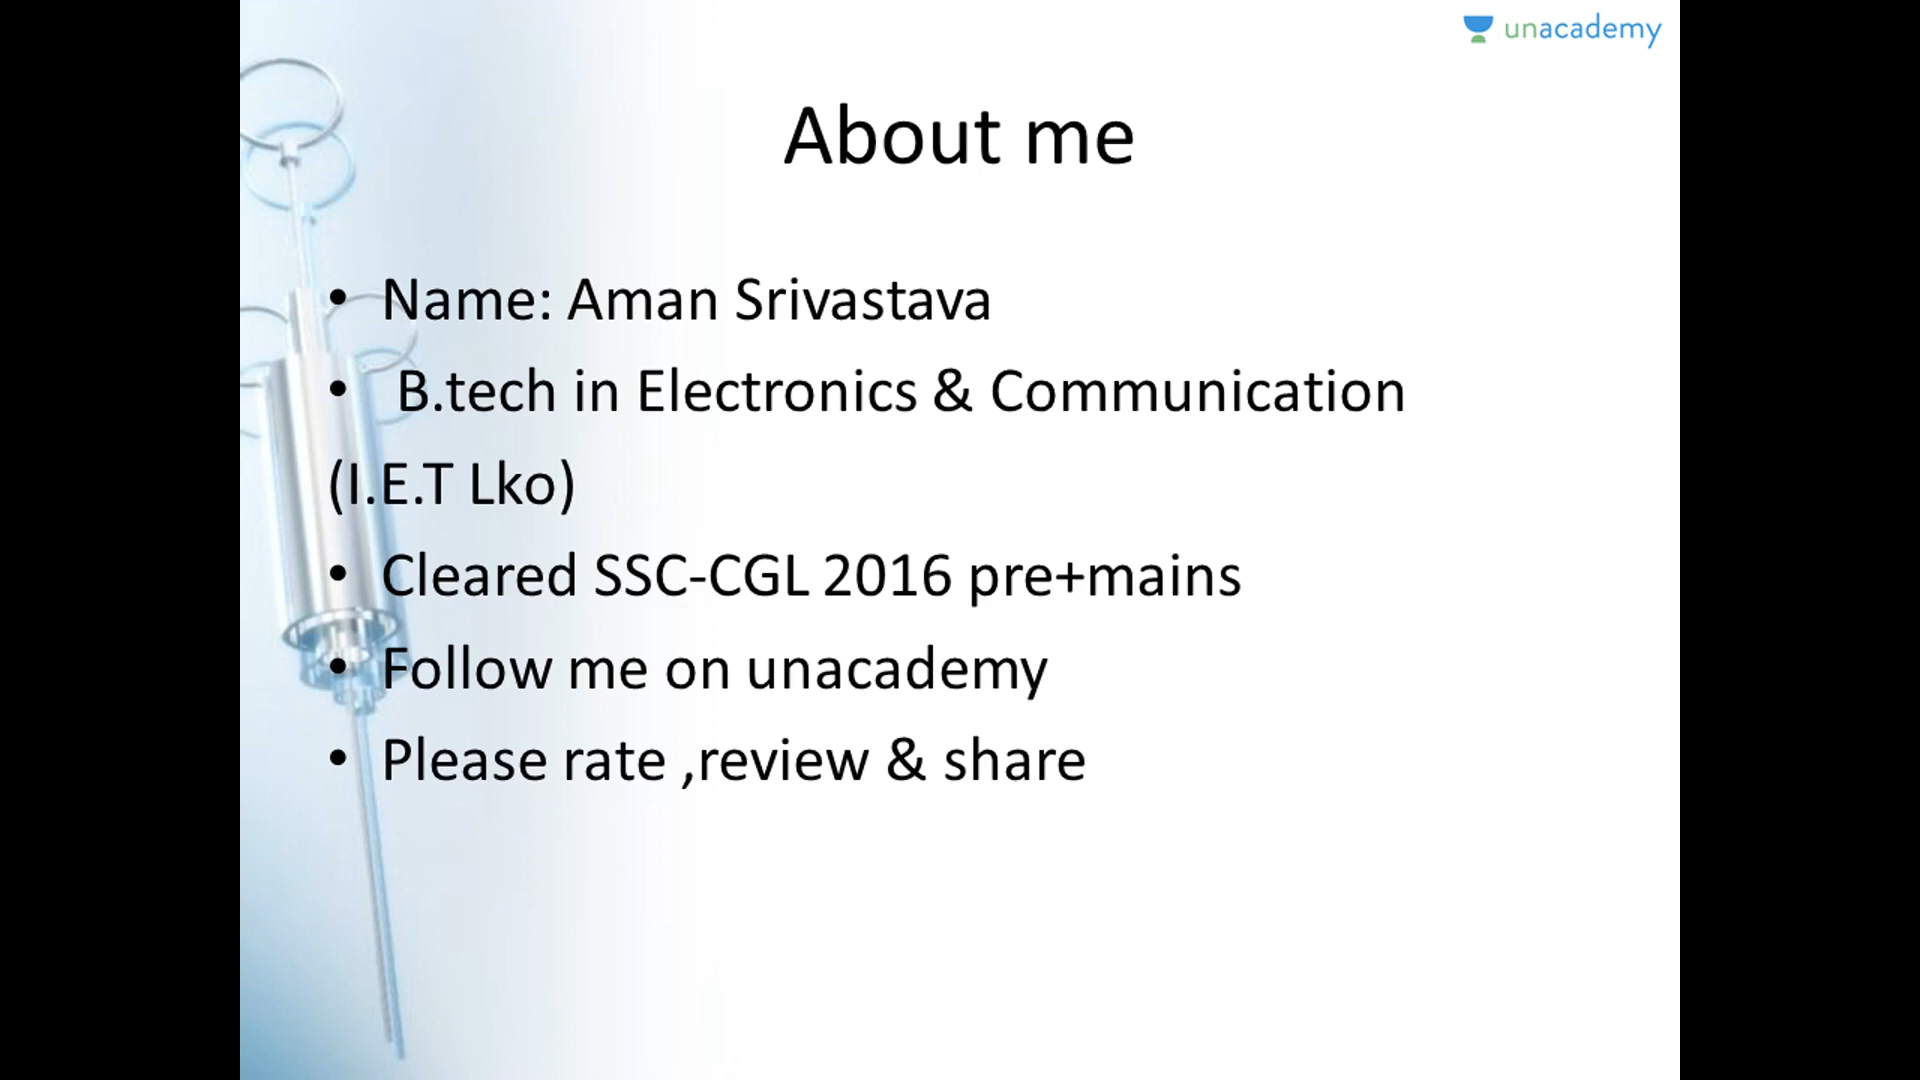 unacademy
About me
• Name: Aman Srivastava
• B.tech in Electronics & Communication
(I.E.T Lko)
• Cleared SSC-CGL 2016 pre+mains
• Follow me on unacademy
• Please rate ,review & share